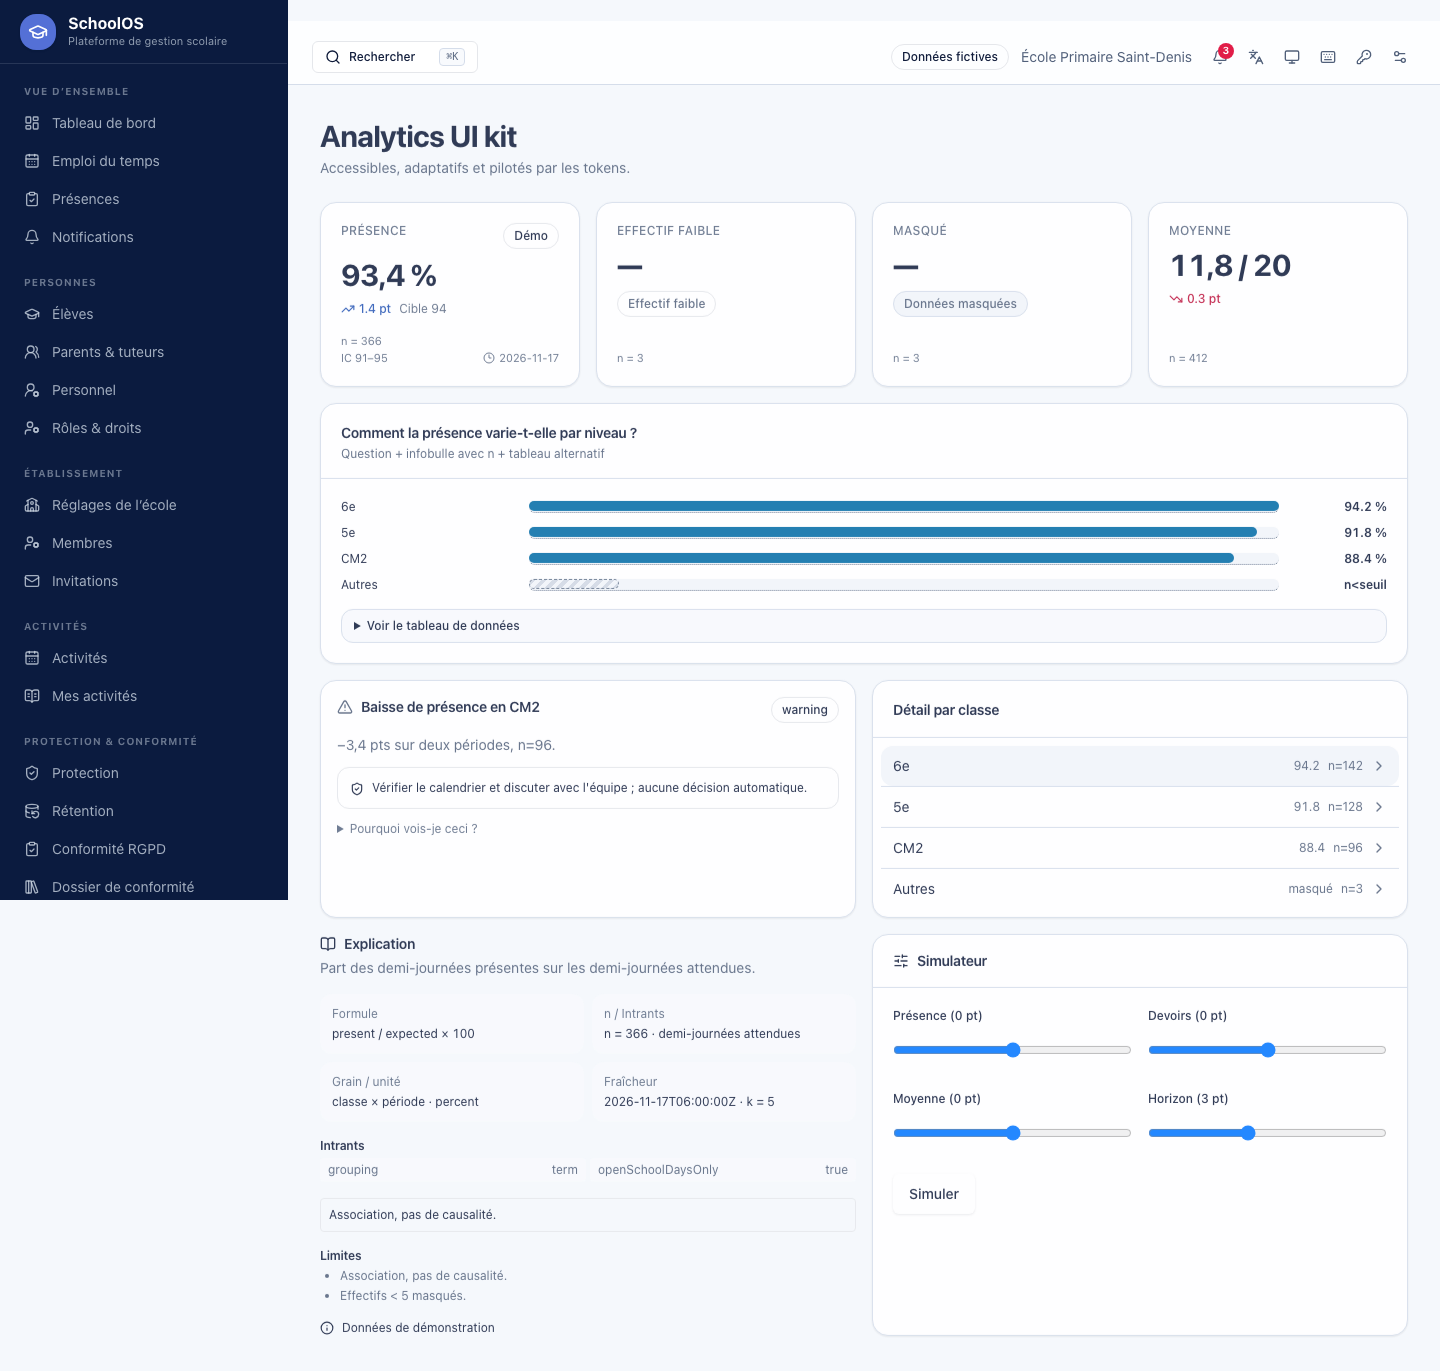 SchoolOS
Plateforme de gestion scolaire
VUE D'ENSEMBLE
Tableau de bord
Emploi du temps
Présences
Notifications
PERSONNES
Élèves
Parents & tuteurs
Personnel
Rôles & droits
ÉTABLISSEMENT
Réglages de l'école
Membres
Invitations
ACTIVITÉS
Activités
Mes activités
PROTECTION & CONFORMITÉ
Protection
Rétention
Conformité RGPD
Dossier de conformité
Rechercher ⌘K
Données fictives École Primaire Saint-Denis 3
Analytics UI kit
Accessibles, adaptatifs et pilotés par les tokens.
PRÉSENCE Démo
93,4 %
1.4 pt Cible 94
n = 366
IC 91–95 2026-11-17
EFFECTIF FAIBLE
—
Effectif faible
n = 3
MASQUÉ
—
Données masquées
n = 3
MOYENNE
11,8 / 20
0.3 pt
n = 412
Comment la présence varie-t-elle par niveau ?
Question + infobulle avec n + tableau alternatif
6e 94.2 %
5e 91.8 %
CM2 88.4 %
Autres n<seuil
Voir le tableau de données
Baisse de présence en CM2 warning
−3,4 pts sur deux périodes, n=96.
Vérifier le calendrier et discuter avec l'équipe ; aucune décision automatique.
Pourquoi vois-je ceci ?
Détail par classe
6e 94.2 n=142
5e 91.8 n=128
CM2 88.4 n=96
Autres masqué n=3
Explication
Part des demi-journées présentes sur les demi-journées attendues.
Formule
present / expected × 100
n / Intrants
n = 366 · demi-journées attendues
Grain / unité
classe × période · percent
Fraîcheur
2026-11-17T06:00:00Z · k = 5
Intrants
grouping term openSchoolDaysOnly true
Association, pas de causalité.
Limites
• Association, pas de causalité.
• Effectifs < 5 masqués.
Données de démonstration
Simulateur
Présence (0 pt) Devoirs (0 pt)
Moyenne (0 pt) Horizon (3 pt)
Simuler